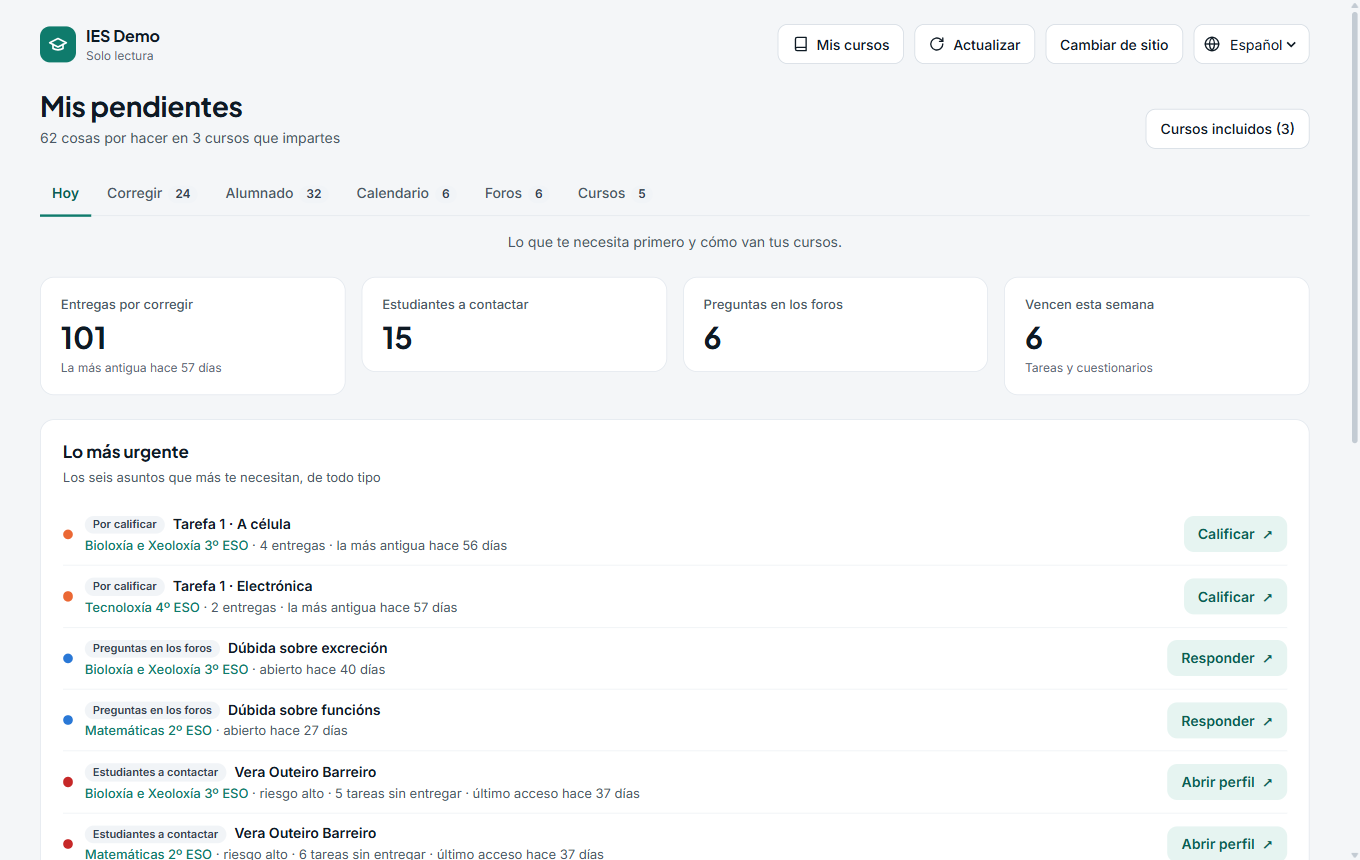 IES Demo
Solo lectura
Mis cursos
Actualizar
Cambiar de sitio
Español
Mis pendientes
62 cosas por hacer en 3 cursos que impartes
Cursos incluidos (3)
Hoy
Corregir 24
Alumnado 32
Calendario 6
Foros 6
Cursos 5
Lo que te necesita primero y cómo van tus cursos.
Entregas por corregir
101
La más antigua hace 57 días
Estudiantes a contactar
15
Preguntas en los foros
6
Vencen esta semana
6
Tareas y cuestionarios
Lo más urgente
Los seis asuntos que más te necesitan, de todo tipo
Por calificar Tarefa 1 · A célula
Bioloxía e Xeoloxía 3º ESO · 4 entregas · la más antigua hace 56 días
Calificar ↗
Por calificar Tarefa 1 · Electrónica
Tecnoloxía 4º ESO · 2 entregas · la más antigua hace 57 días
Calificar ↗
Preguntas en los foros Dúbida sobre excreción
Bioloxía e Xeoloxía 3º ESO · abierto hace 40 días
Responder ↗
Preguntas en los foros Dúbida sobre funcións
Matemáticas 2º ESO · abierto hace 27 días
Responder ↗
Estudiantes a contactar Vera Outeiro Barreiro
Bioloxía e Xeoloxía 3º ESO · riesgo alto · 5 tareas sin entregar · último acceso hace 37 días
Abrir perfil ↗
Estudiantes a contactar Vera Outeiro Barreiro
Matemáticas 2º ESO · riesgo alto · 6 tareas sin entregar · último acceso hace 37 días
Abrir perfil ↗